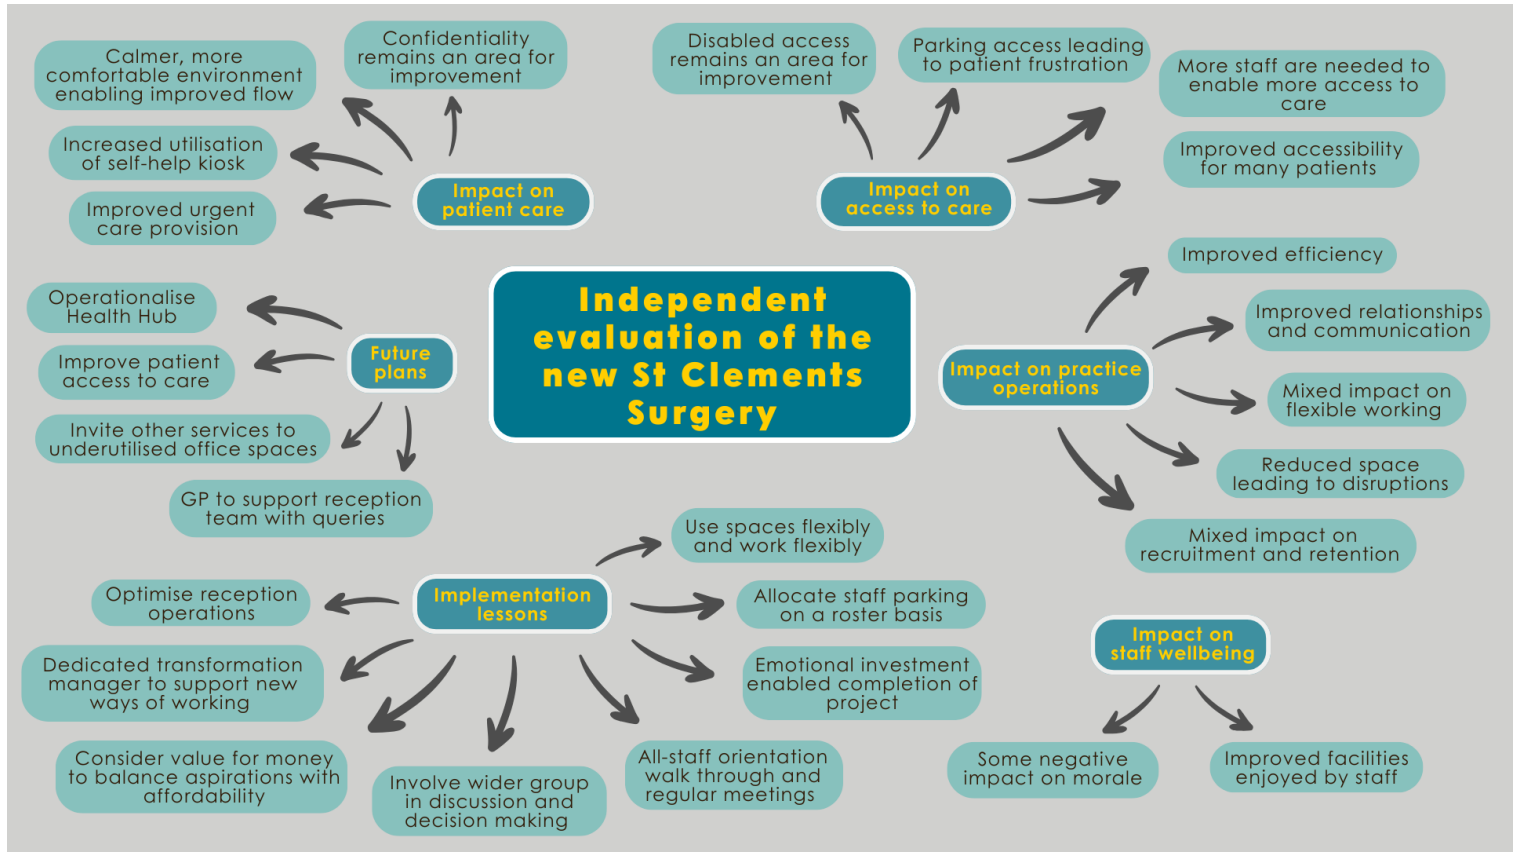 Calmer, more
comfortable environment
enabling improved flow
Confidentiality
remains an area for
improvement
Increased utilisation
of self-help kiosk
Improved urgent
care provision
Impact on
patient care
Disabled access
remains an area for
improvement
Parking access leading
to patient frustration
More staff are needed to
enable more access to
care
Improved accessibility
for many patients
Impact on
access to care
Independent
evaluation of the
new St Clements
Surgery
Operationalise
Health Hub
Improve patient
access to care
Invite other services to
underutilised office spaces
GP to support reception
team with queries
Future
plans
Improved efficiency
Improved relationships
and communication
Mixed impact on
flexible working
Reduced space
leading to disruptions
Mixed impact on
recruitment and retention
Impact on practice
operations
Use spaces flexibly
and work flexibly
Allocate staff parking
on a roster basis
Emotional investment
enabled completion of
project
All-staff orientation
walk through and
regular meetings
Involve wider group
in discussion and
decision making
Consider value for money
to balance aspirations with
affordability
Dedicated transformation
manager to support new
ways of working
Optimise reception
operations
Implementation
lessons
Impact on
staff wellbeing
Some negative
impact on morale
Improved facilities
enjoyed by staff